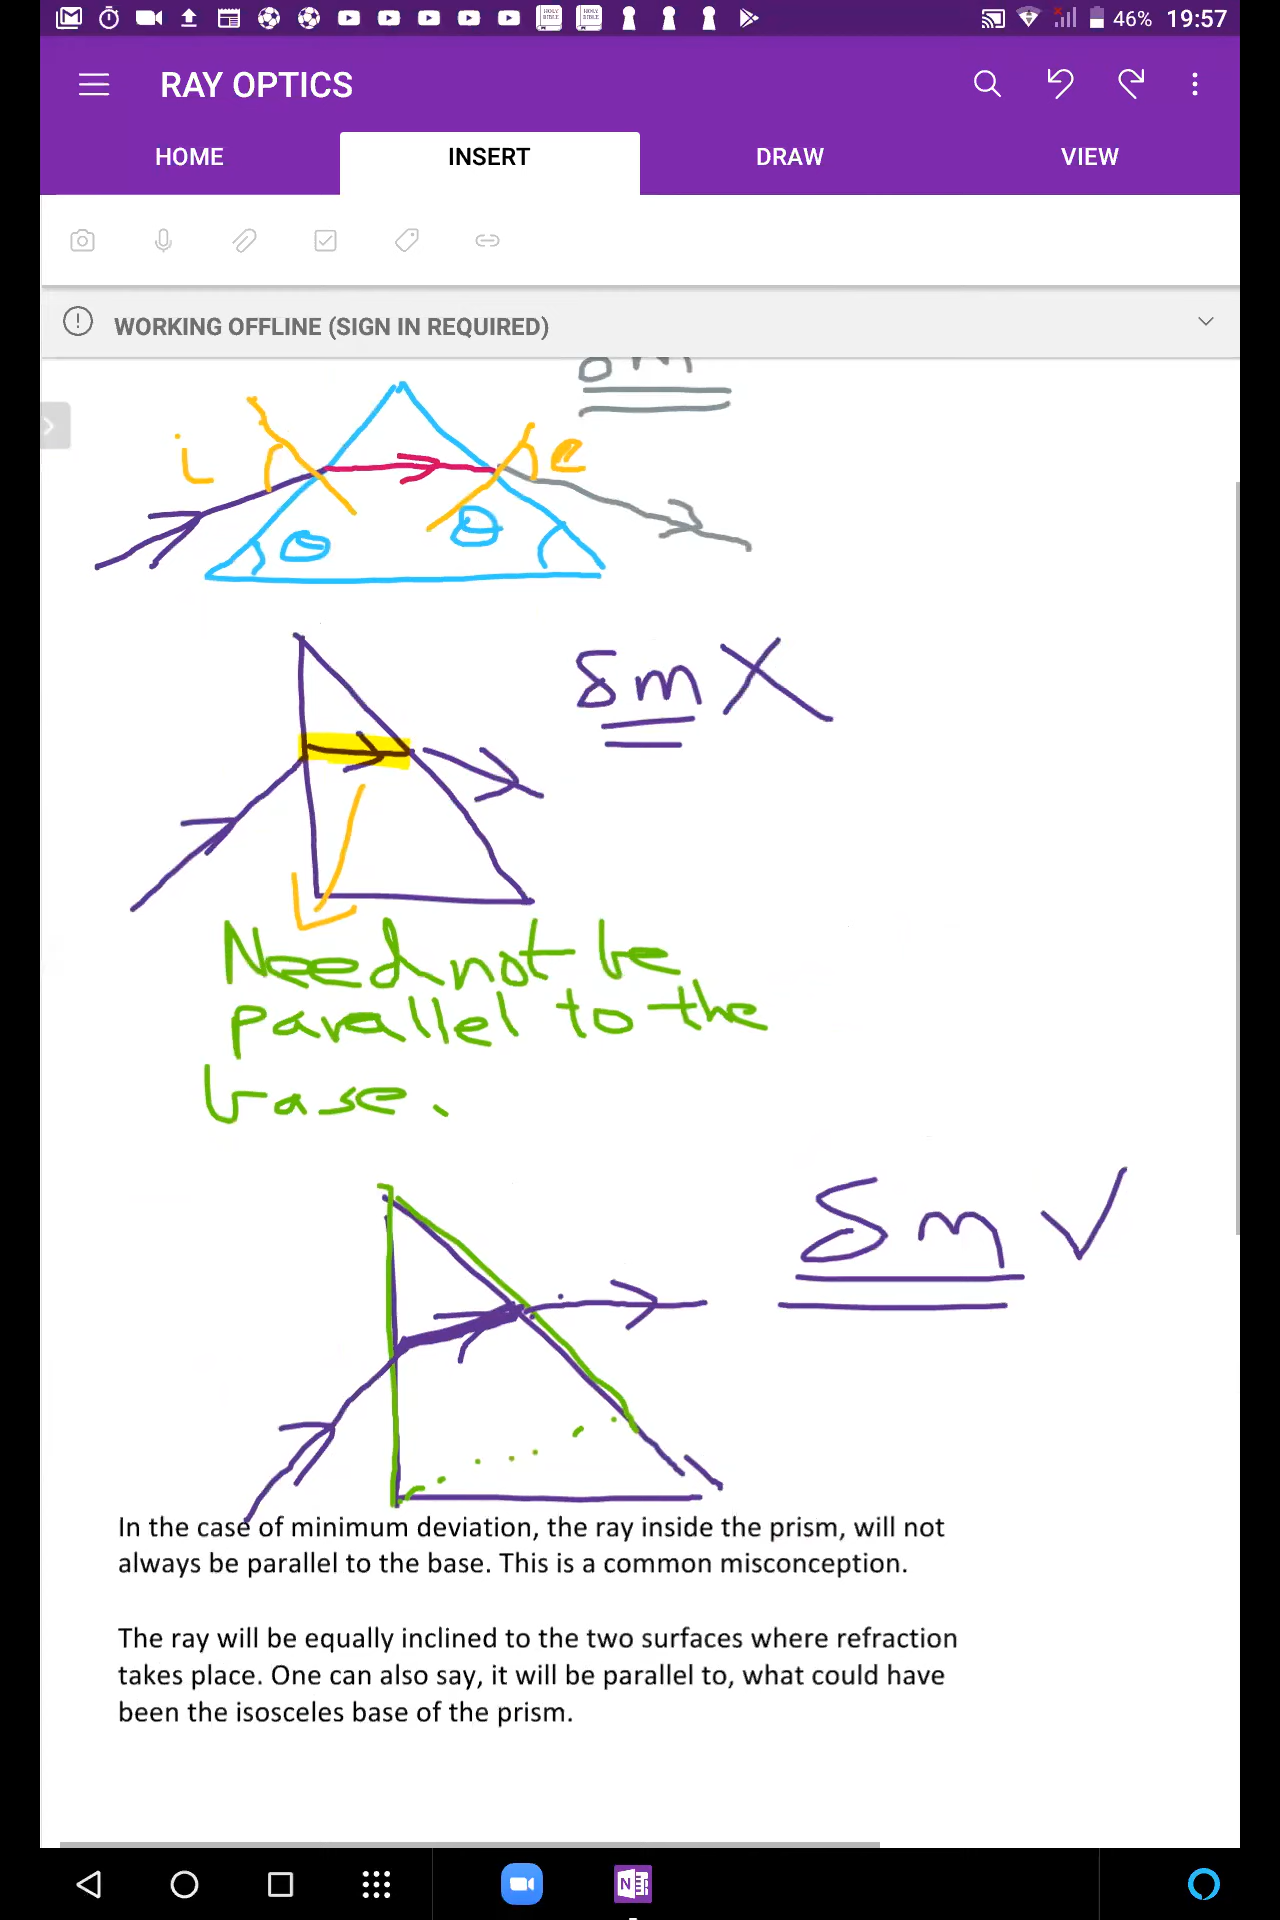 46% 19:57
RAY OPTICS
HOME INSERT DRAW VIEW
WORKING OFFLINE (SIGN IN REQUIRED)
i e
θ θ
δm X
Need not be
parallel to the
base.
δm ✓
In the case of minimum deviation, the ray inside the prism, will not
always be parallel to the base. This is a common misconception.
The ray will be equally inclined to the two surfaces where refraction
takes place. One can also say, it will be parallel to, what could have
been the isosceles base of the prism.